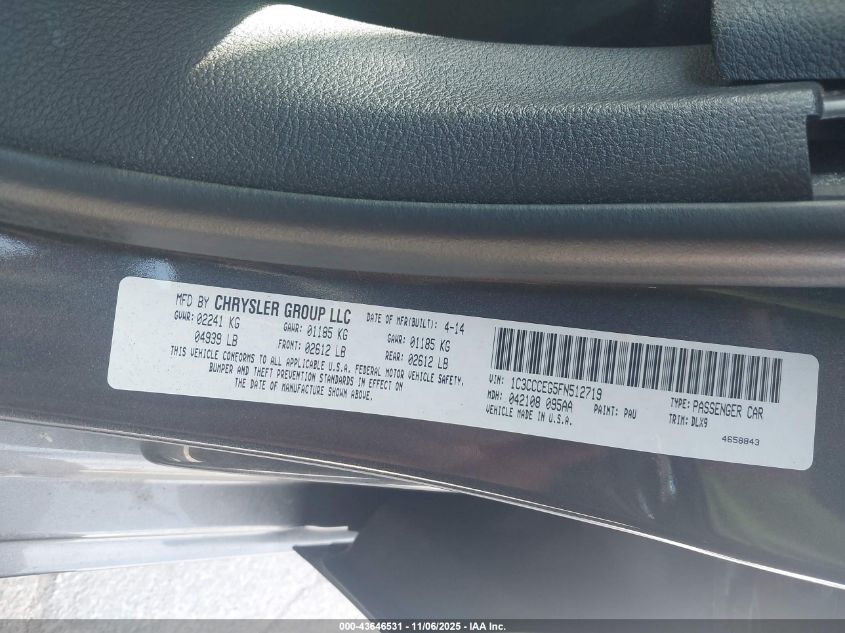 MFD BY CHRYSLER GROUP LLC DATE OF MFR(BUILT): 4-14
GVWR: 02241 KG GAWR: 01185 KG GAWR: 01185 KG
04939 LB FRONT: 02612 LB REAR: 02612 LB
THIS VEHICLE CONFORMS TO ALL APPLICABLE U.S.A. FEDERAL MOTOR VEHICLE SAFETY,
BUMPER AND THEFT PREVENTION STANDARDS IN EFFECT ON
THE DATE OF MANUFACTURE SHOWN ABOVE.
VIN: 1C3CCCEG5FN512719 TYPE: PASSENGER CAR
MDH: 042108 095AA PAINT: PAU TRIM: DLX9
VEHICLE MADE IN U.S.A.
4658843
000-43646531 - 11/06/2025 - IAA Inc.